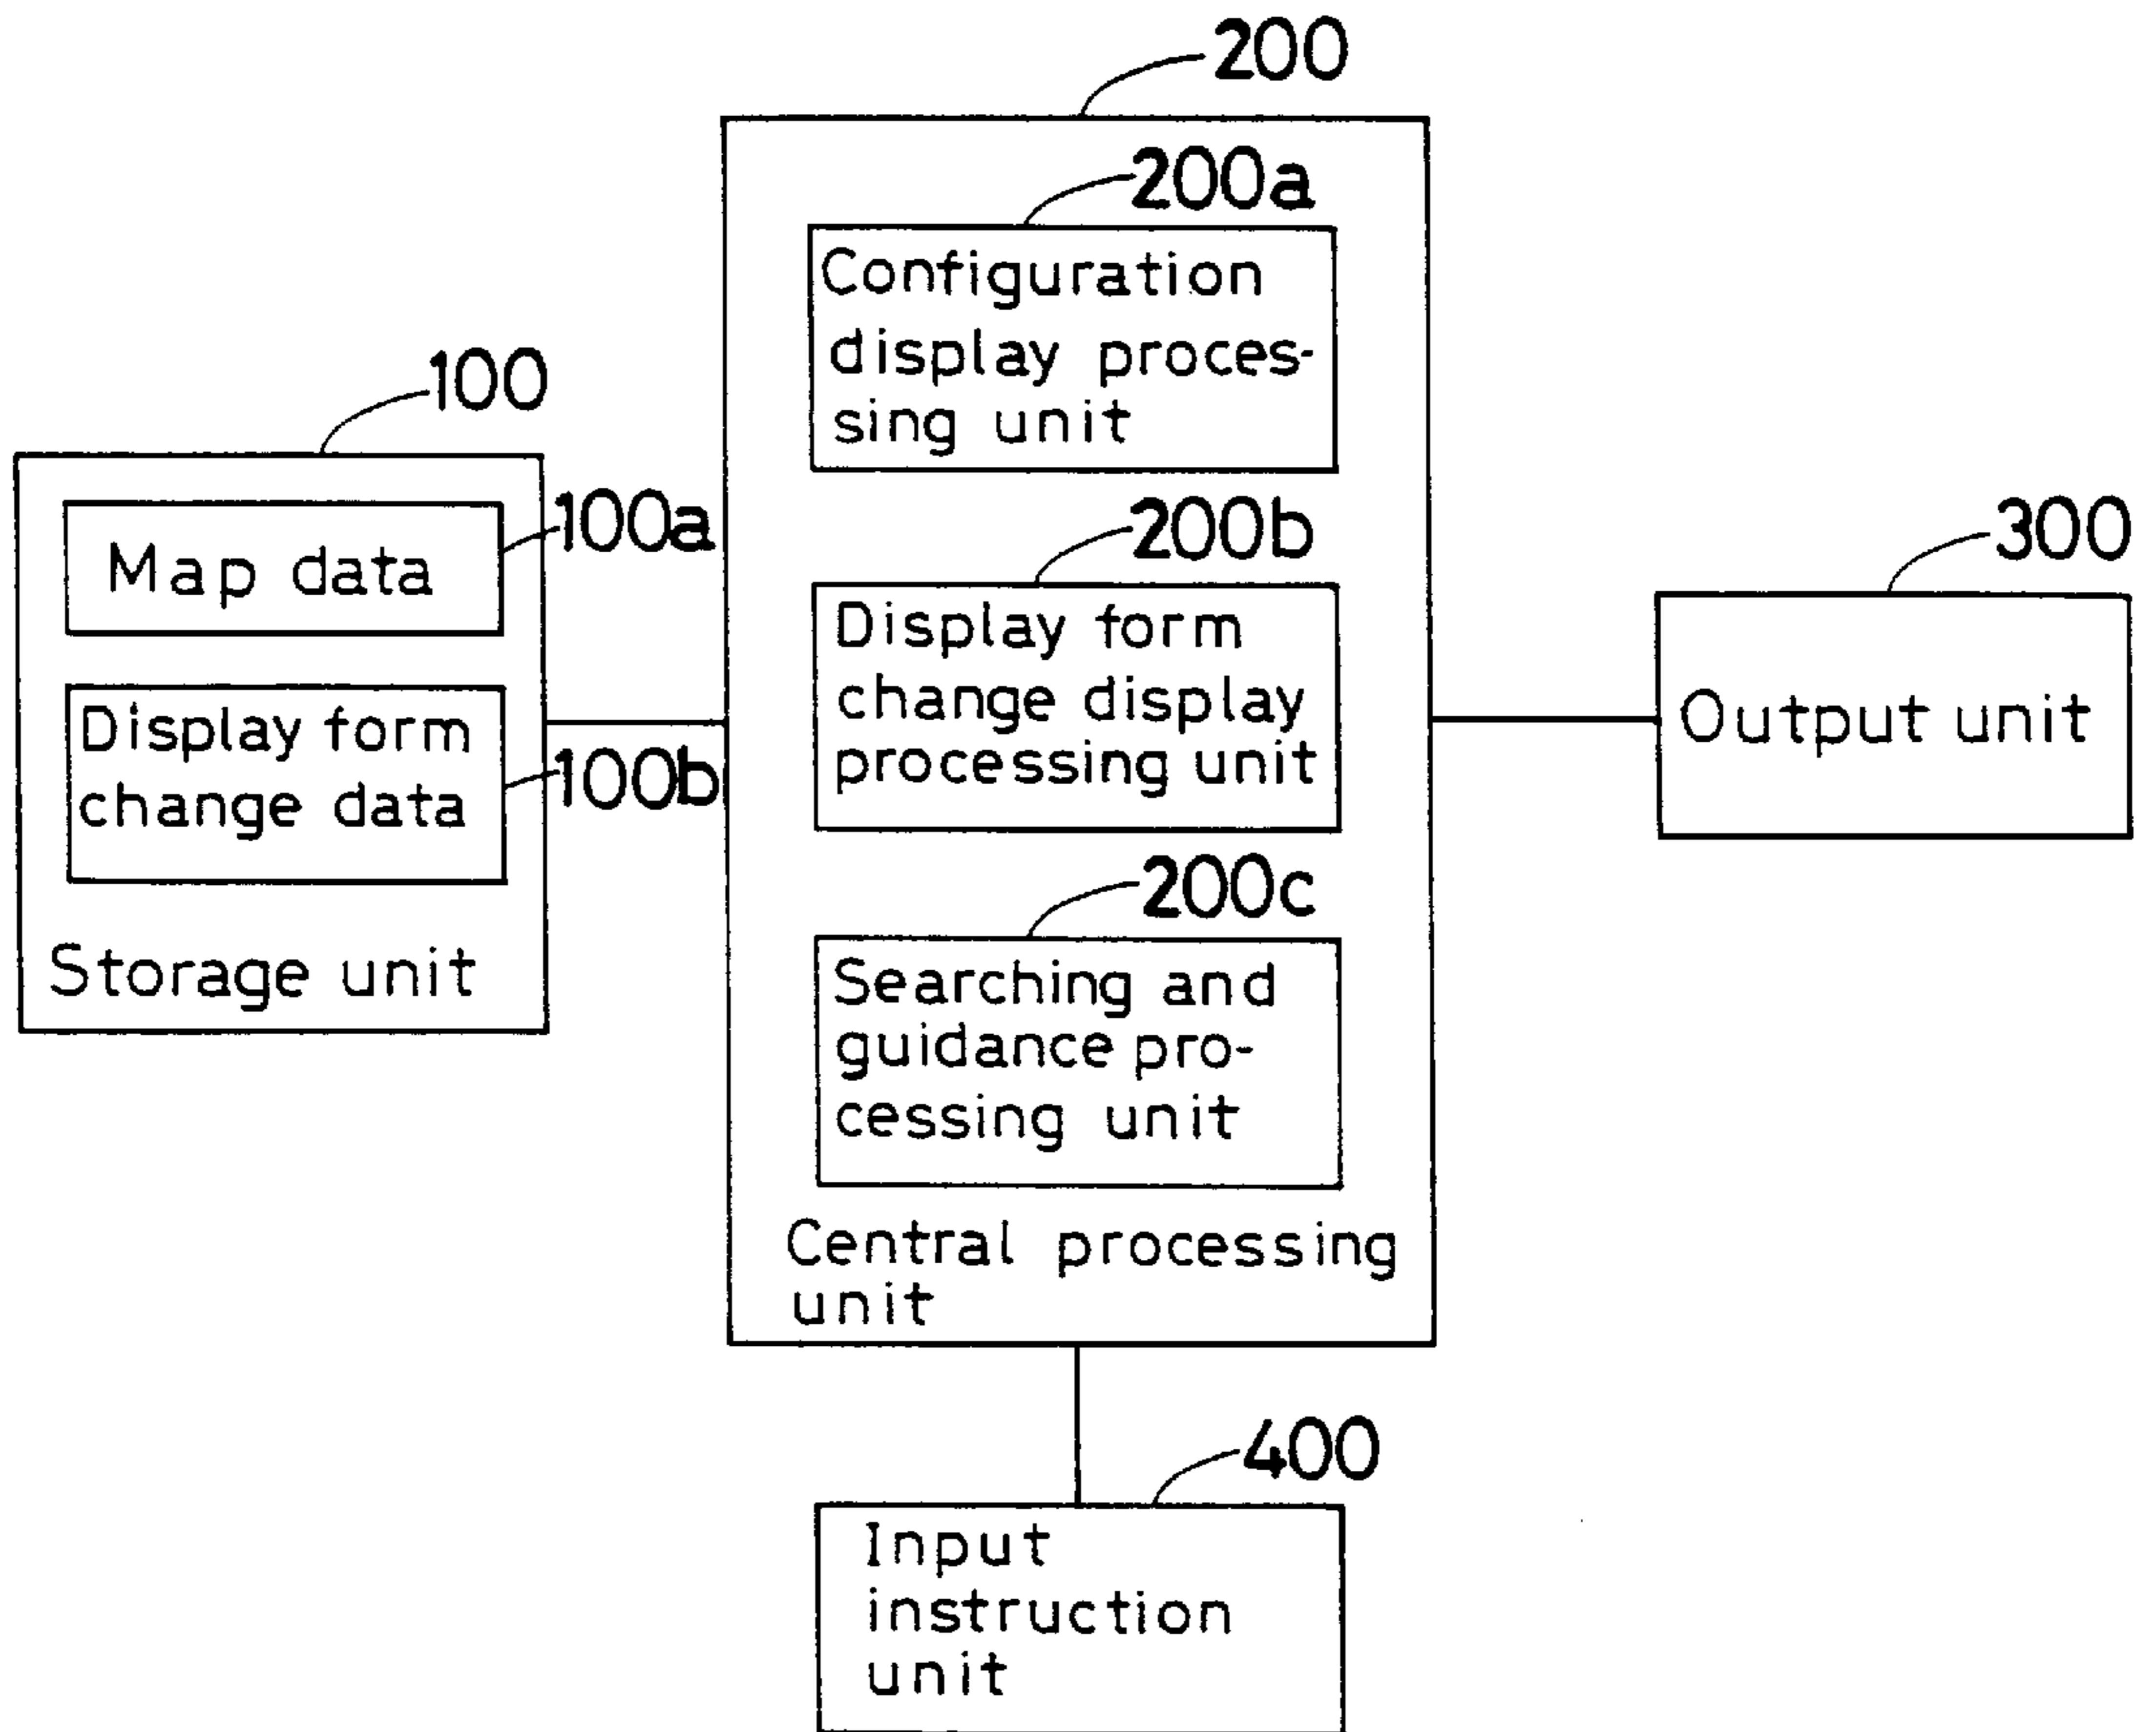 200
200a
Configuration
display proces-
sing unit
100
100a
Map data
200b
300
Display form
change display
processing unit
Display form
change data
100b
Output unit
200c
Storage unit
Searching and
guidance pro-
cessing unit
Central processing
unit
400
Input
instruction
unit